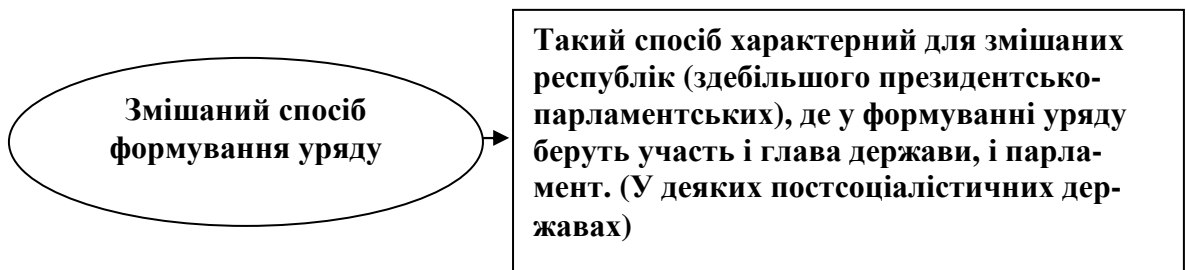 Змішаний спосіб
формування уряду
Такий спосіб характерний для змішаних
республік (здебільшого президентсько-
парламентських), де у формуванні уряду
беруть участь і глава держави, і парла-
мент. (У деяких постсоціалістичних дер-
жавах)